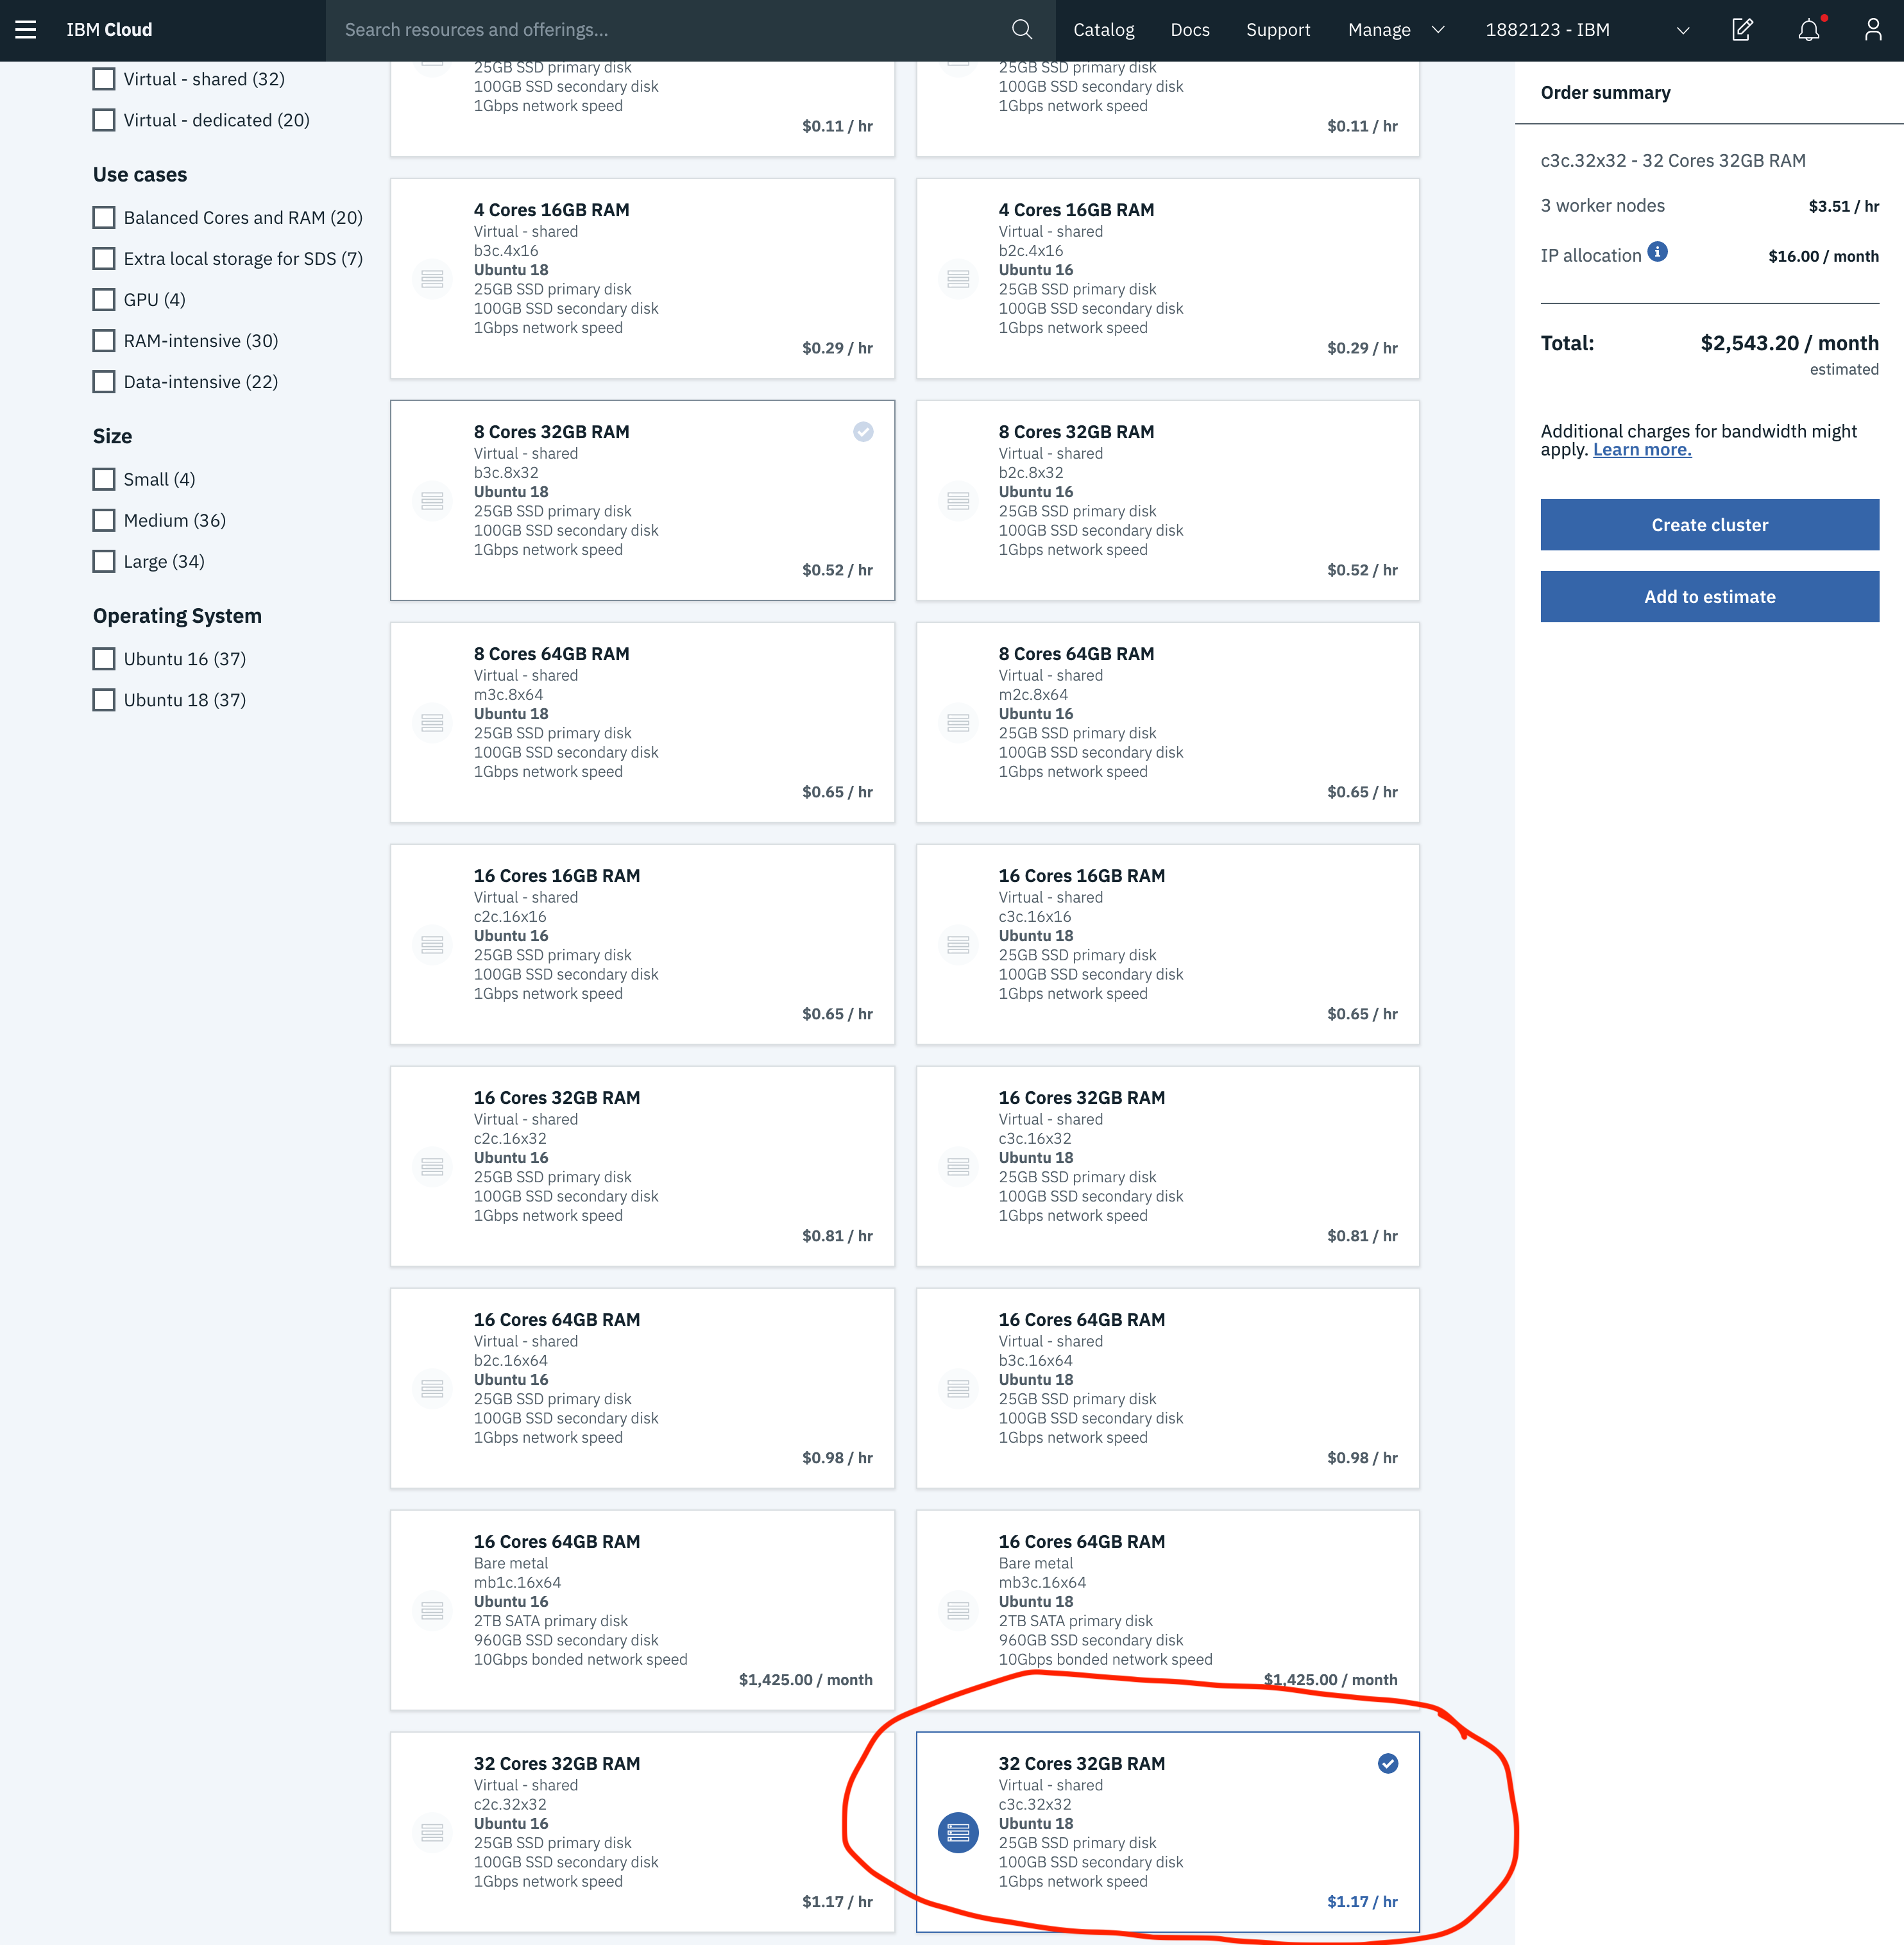 IBM Cloud
Search resources and offerings...
Catalog
Docs
Support
Manage
1882123 - IBM
Virtual - shared (32)
Virtual - dedicated (20)
Use cases
Balanced Cores and RAM (20)
Extra local storage for SDS (7)
GPU (4)
RAM-intensive (30)
Data-intensive (22)
Size
Small (4)
Medium (36)
Large (34)
Operating System
Ubuntu 16 (37)
Ubuntu 18 (37)
25GB SSD primary disk
100GB SSD secondary disk
1Gbps network speed
$0.11 / hr
25GB SSD primary disk
100GB SSD secondary disk
1Gbps network speed
$0.11 / hr
4 Cores 16GB RAM
Virtual - shared
b3c.4x16
Ubuntu 18
25GB SSD primary disk
100GB SSD secondary disk
1Gbps network speed
$0.29 / hr
4 Cores 16GB RAM
Virtual - shared
b2c.4x16
Ubuntu 16
25GB SSD primary disk
100GB SSD secondary disk
1Gbps network speed
$0.29 / hr
8 Cores 32GB RAM
Virtual - shared
b3c.8x32
Ubuntu 18
25GB SSD primary disk
100GB SSD secondary disk
1Gbps network speed
$0.52 / hr
8 Cores 32GB RAM
Virtual - shared
b2c.8x32
Ubuntu 16
25GB SSD primary disk
100GB SSD secondary disk
1Gbps network speed
$0.52 / hr
8 Cores 64GB RAM
Virtual - shared
m3c.8x64
Ubuntu 18
25GB SSD primary disk
100GB SSD secondary disk
1Gbps network speed
$0.65 / hr
8 Cores 64GB RAM
Virtual - shared
m2c.8x64
Ubuntu 16
25GB SSD primary disk
100GB SSD secondary disk
1Gbps network speed
$0.65 / hr
16 Cores 16GB RAM
Virtual - shared
c2c.16x16
Ubuntu 16
25GB SSD primary disk
100GB SSD secondary disk
1Gbps network speed
$0.65 / hr
16 Cores 16GB RAM
Virtual - shared
c3c.16x16
Ubuntu 18
25GB SSD primary disk
100GB SSD secondary disk
1Gbps network speed
$0.65 / hr
16 Cores 32GB RAM
Virtual - shared
c2c.16x32
Ubuntu 16
25GB SSD primary disk
100GB SSD secondary disk
1Gbps network speed
$0.81 / hr
16 Cores 32GB RAM
Virtual - shared
c3c.16x32
Ubuntu 18
25GB SSD primary disk
100GB SSD secondary disk
1Gbps network speed
$0.81 / hr
16 Cores 64GB RAM
Virtual - shared
b2c.16x64
Ubuntu 16
25GB SSD primary disk
100GB SSD secondary disk
1Gbps network speed
$0.98 / hr
16 Cores 64GB RAM
Virtual - shared
b3c.16x64
Ubuntu 18
25GB SSD primary disk
100GB SSD secondary disk
1Gbps network speed
$0.98 / hr
16 Cores 64GB RAM
Bare metal
mb1c.16x64
Ubuntu 16
2TB SATA primary disk
960GB SSD secondary disk
10Gbps bonded network speed
$1,425.00 / month
16 Cores 64GB RAM
Bare metal
mb3c.16x64
Ubuntu 18
2TB SATA primary disk
960GB SSD secondary disk
10Gbps bonded network speed
$1,425.00 / month
32 Cores 32GB RAM
Virtual - shared
c2c.32x32
Ubuntu 16
25GB SSD primary disk
100GB SSD secondary disk
1Gbps network speed
$1.17 / hr
32 Cores 32GB RAM
Virtual - shared
c3c.32x32
Ubuntu 18
25GB SSD primary disk
100GB SSD secondary disk
1Gbps network speed
$1.17 / hr
Order summary
c3c.32x32 - 32 Cores 32GB RAM
3 worker nodes $3.51 / hr
IP allocation $16.00 / month
Total: $2,543.20 / month
estimated
Additional charges for bandwidth might
apply. Learn more.
Create cluster
Add to estimate